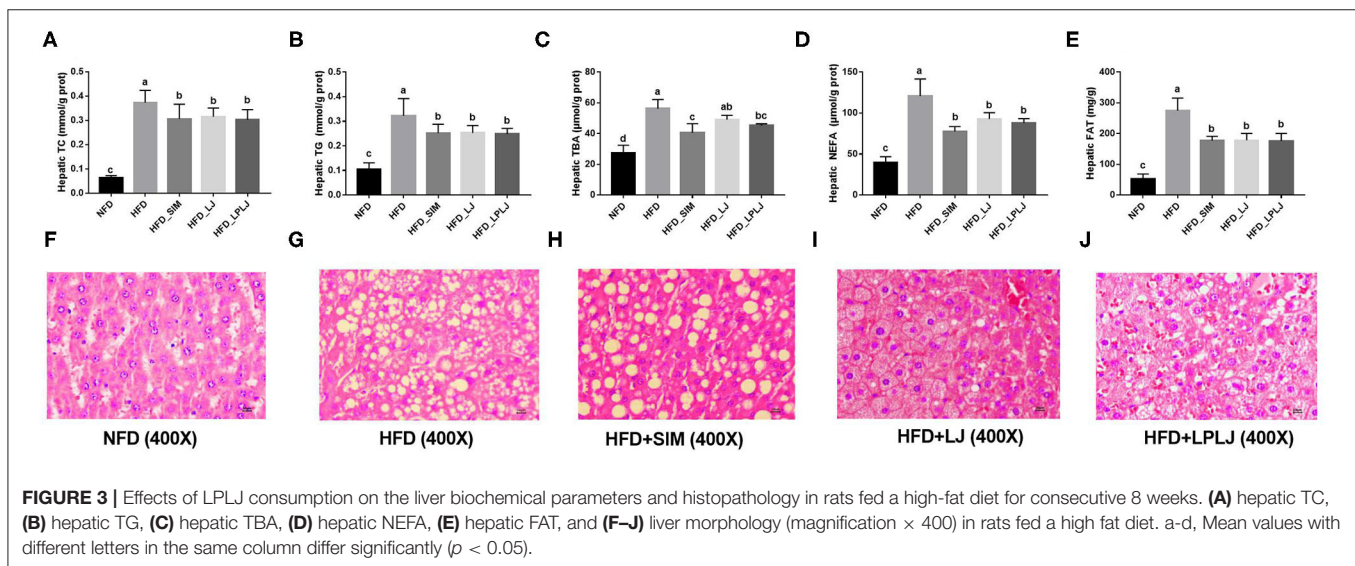 A
B
C
D
E
Hepatic TC (mmol/g prot)
0.5
0.4
0.3
0.2
0.1
0.0
c
a
b
b
b
NFD
HFD
HFD_SIM
HFD_LJ
HFD_LPLJ
Hepatic TG (mmol/g prot)
0.5
0.4
0.3
0.2
0.1
0.0
c
a
b
b
b
NFD
HFD
HFD_SIM
HFD_LJ
HFD_LPLJ
Hepatic TBA (μmol/g prot)
80
60
40
20
0
d
a
c
ab
bc
NFD
HFD
HFD_SIM
HFD_LJ
HFD_LPLJ
Hepatic NEFA (μmol/g prot)
150
100
50
0
c
a
b
b
b
NFD
HFD
HFD_SIM
HFD_LJ
HFD_LPLJ
Hepatic FAT (mg/g)
400
300
200
100
0
c
a
b
b
b
NFD
HFD
HFD_SIM
HFD_LJ
HFD_LPLJ
F
G
H
I
J
NFD (400X)
HFD (400X)
HFD+SIM (400X)
HFD+LJ (400X)
HFD+LPLJ (400X)
FIGURE 3 | Effects of LPLJ consumption on the liver biochemical parameters and histopathology in rats fed a high-fat diet for consecutive 8 weeks. (A) hepatic TC,
(B) hepatic TG, (C) hepatic TBA, (D) hepatic NEFA, (E) hepatic FAT, and (F–J) liver morphology (magnification × 400) in rats fed a high fat diet. a-d, Mean values with
different letters in the same column differ significantly (p < 0.05).